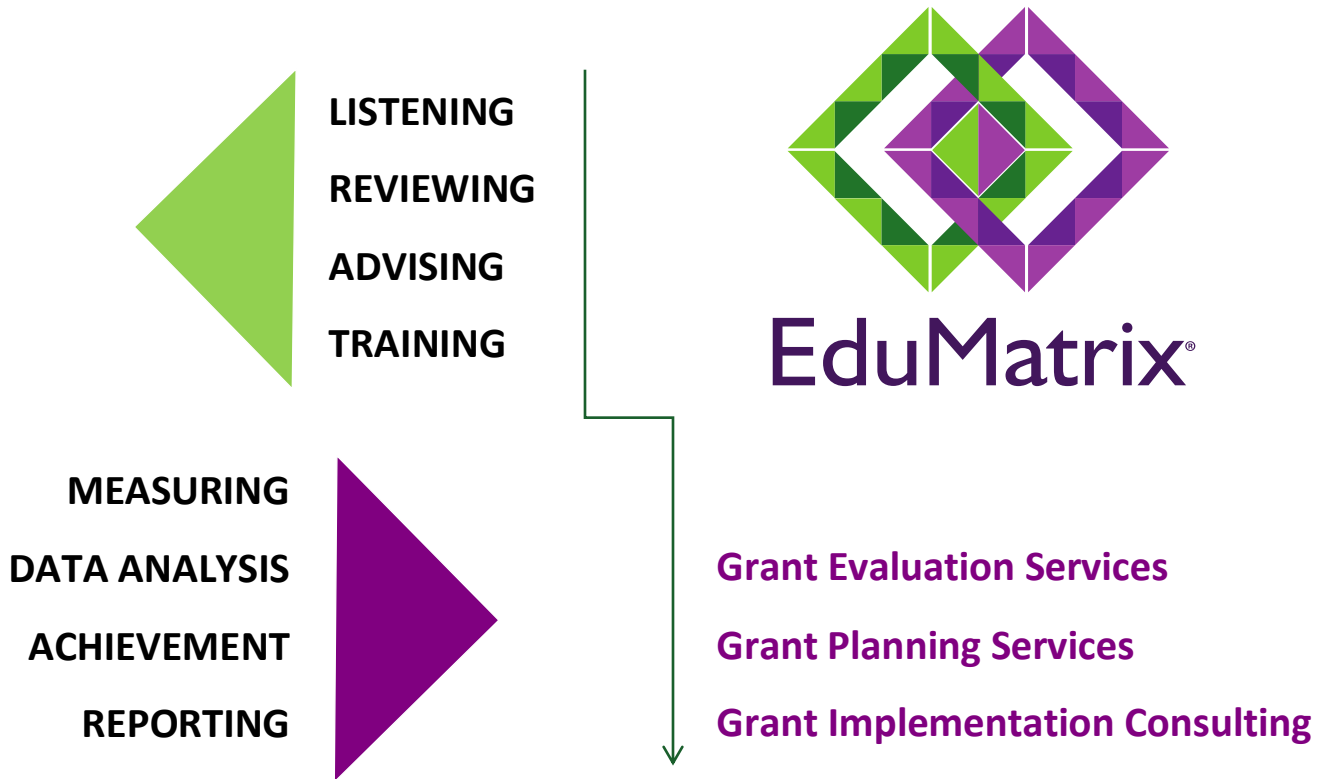 LISTENING
REVIEWING
ADVISING
TRAINING
EduMatrix®
MEASURING
DATA ANALYSIS
ACHIEVEMENT
REPORTING
Grant Evaluation Services
Grant Planning Services
Grant Implementation Consulting